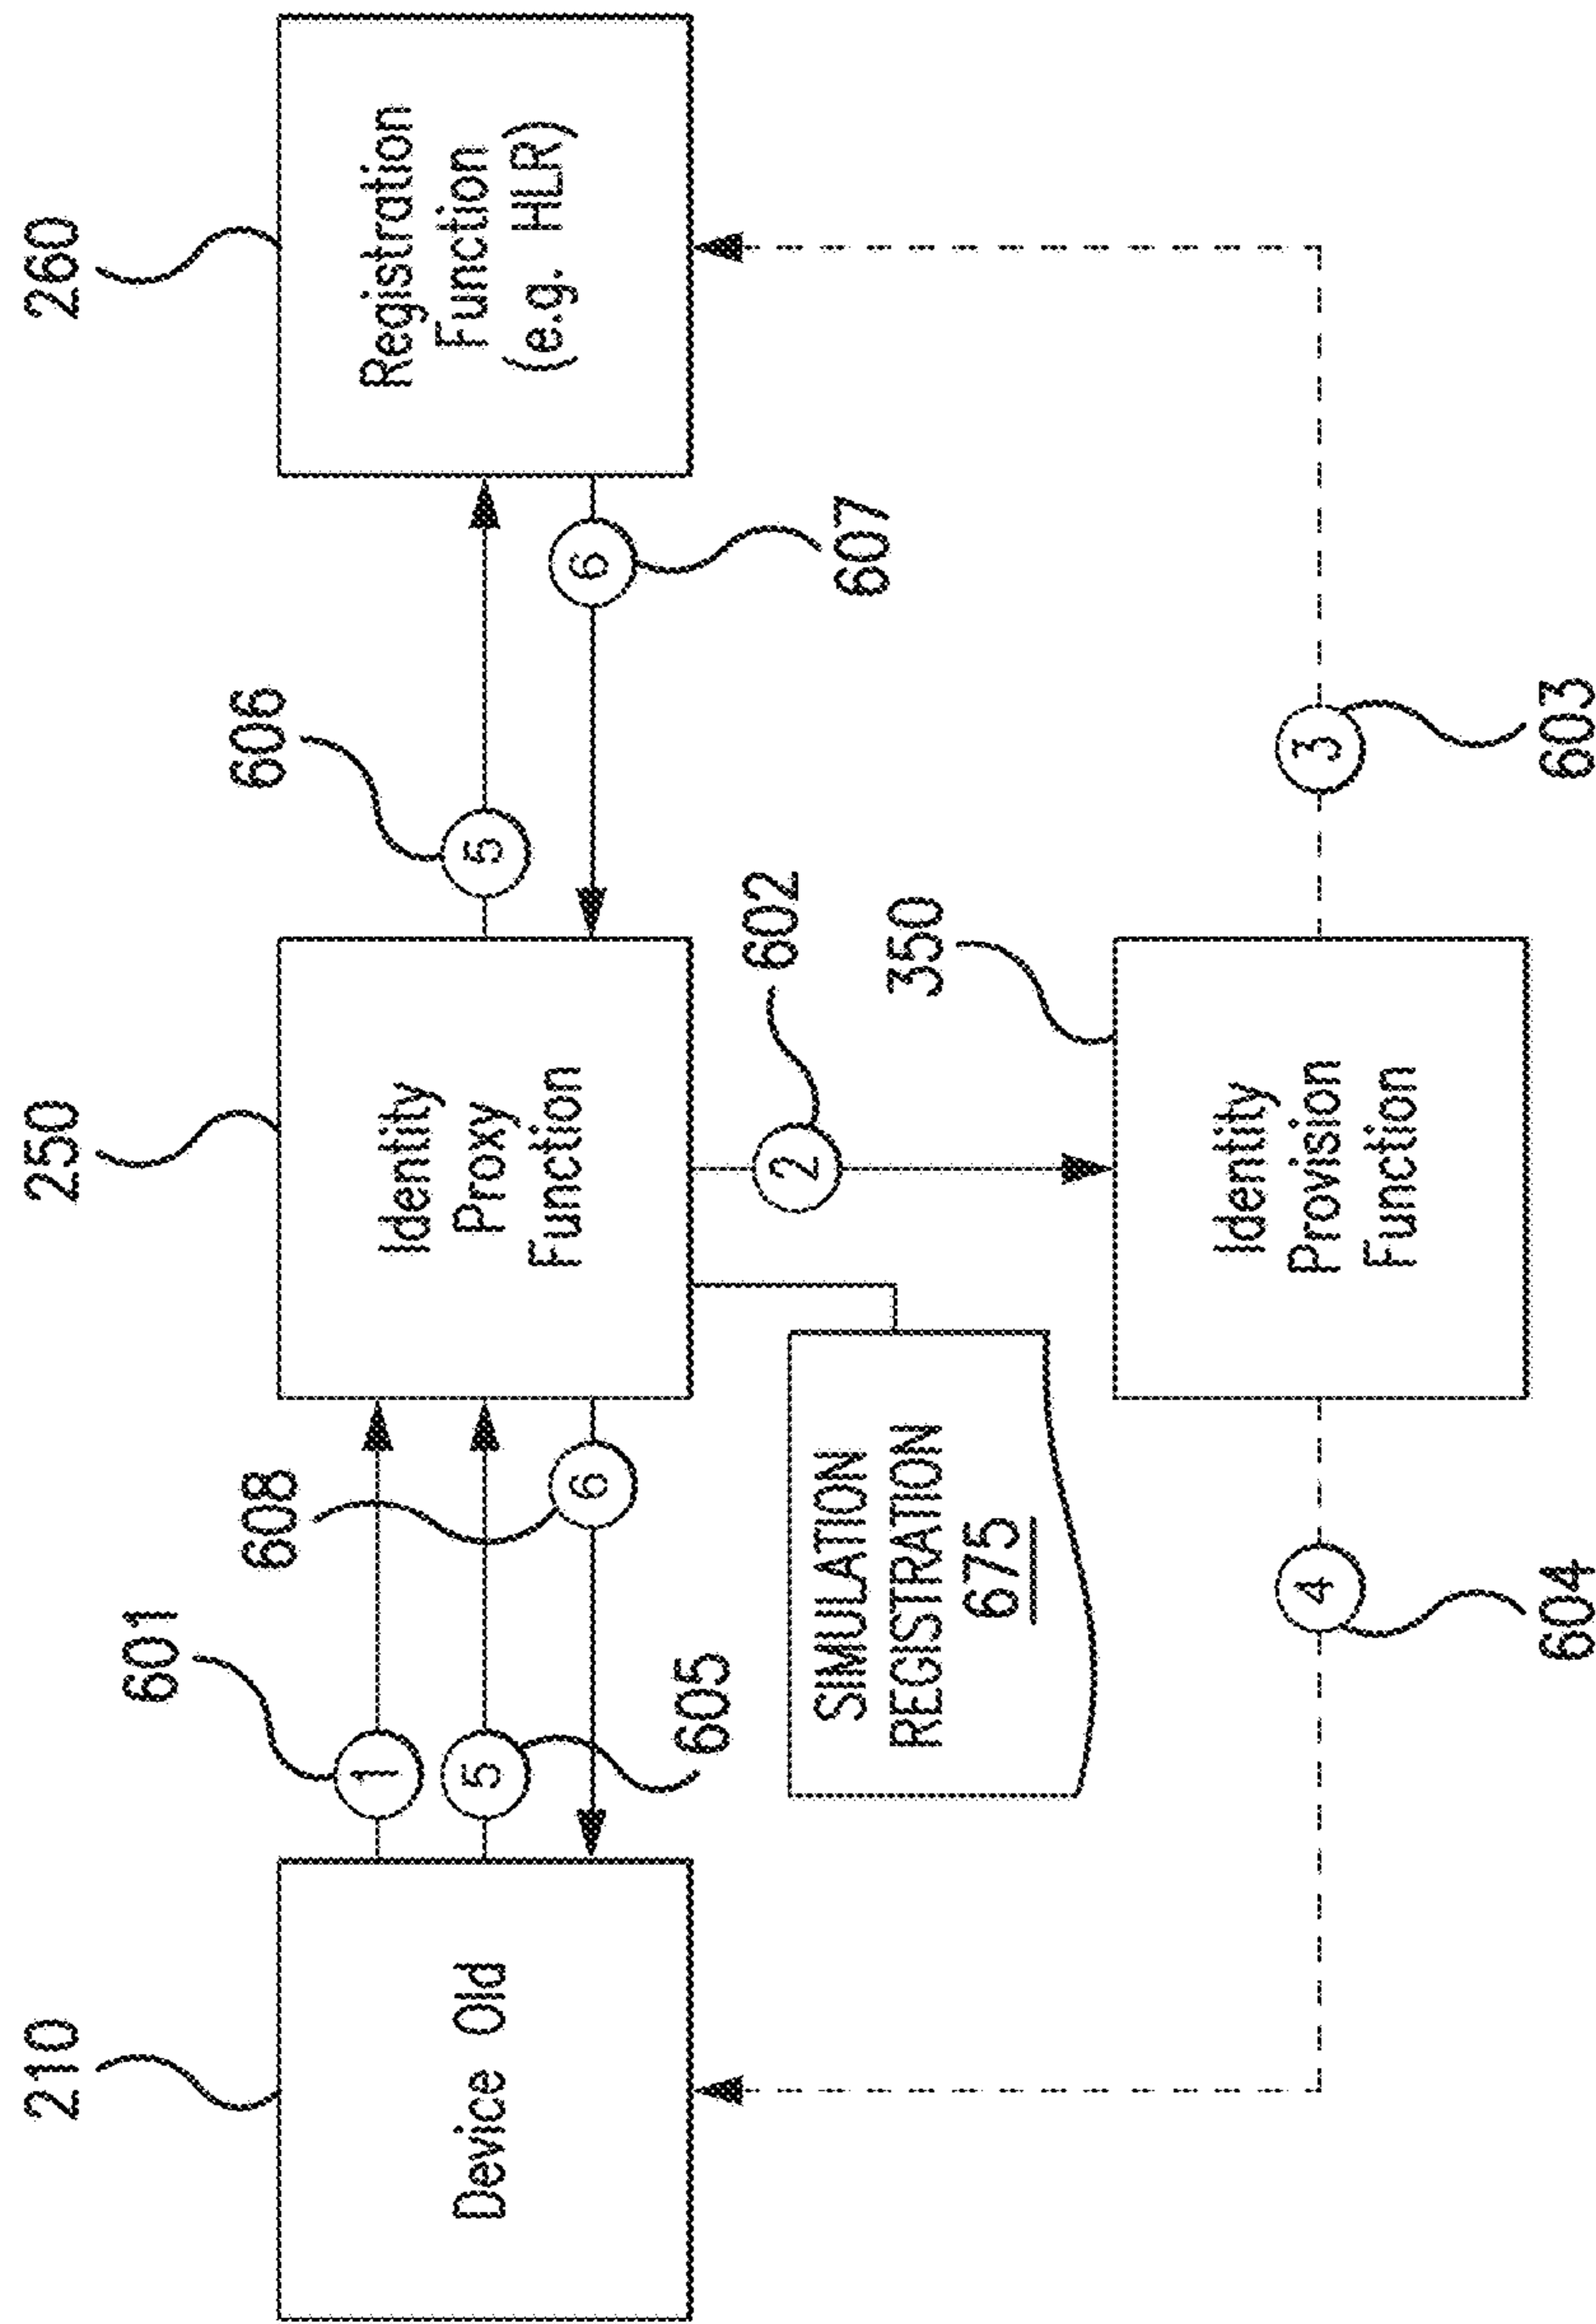 210
250
260
601
608
606
Device Old
1
5
605
6
Identity
Proxy
Function
5
6
607
Registration
Function
(e.g. HLR)
SIMULATION
REGISTRATION
675
2
602
350
Identity
Provision
Function
4
604
3
603